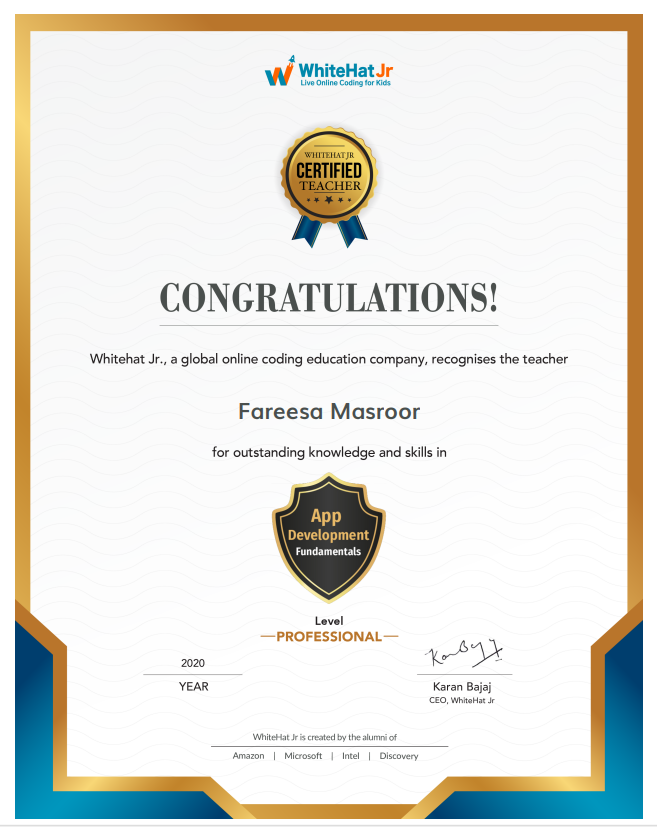 WhiteHat Jr
Live Online Coding for Kids
WHITEHAT JR
CERTIFIED
TEACHER
CONGRATULATIONS!
Whitehat Jr., a global online coding education company, recognises the teacher
Fareesa Masroor
for outstanding knowledge and skills in
App
Development
Fundamentals
Level
PROFESSIONAL
2020
YEAR
Karan Bajaj
CEO, WhiteHat Jr
WhiteHat Jr is created by the alumni of
Amazon | Microsoft | Intel | Discovery